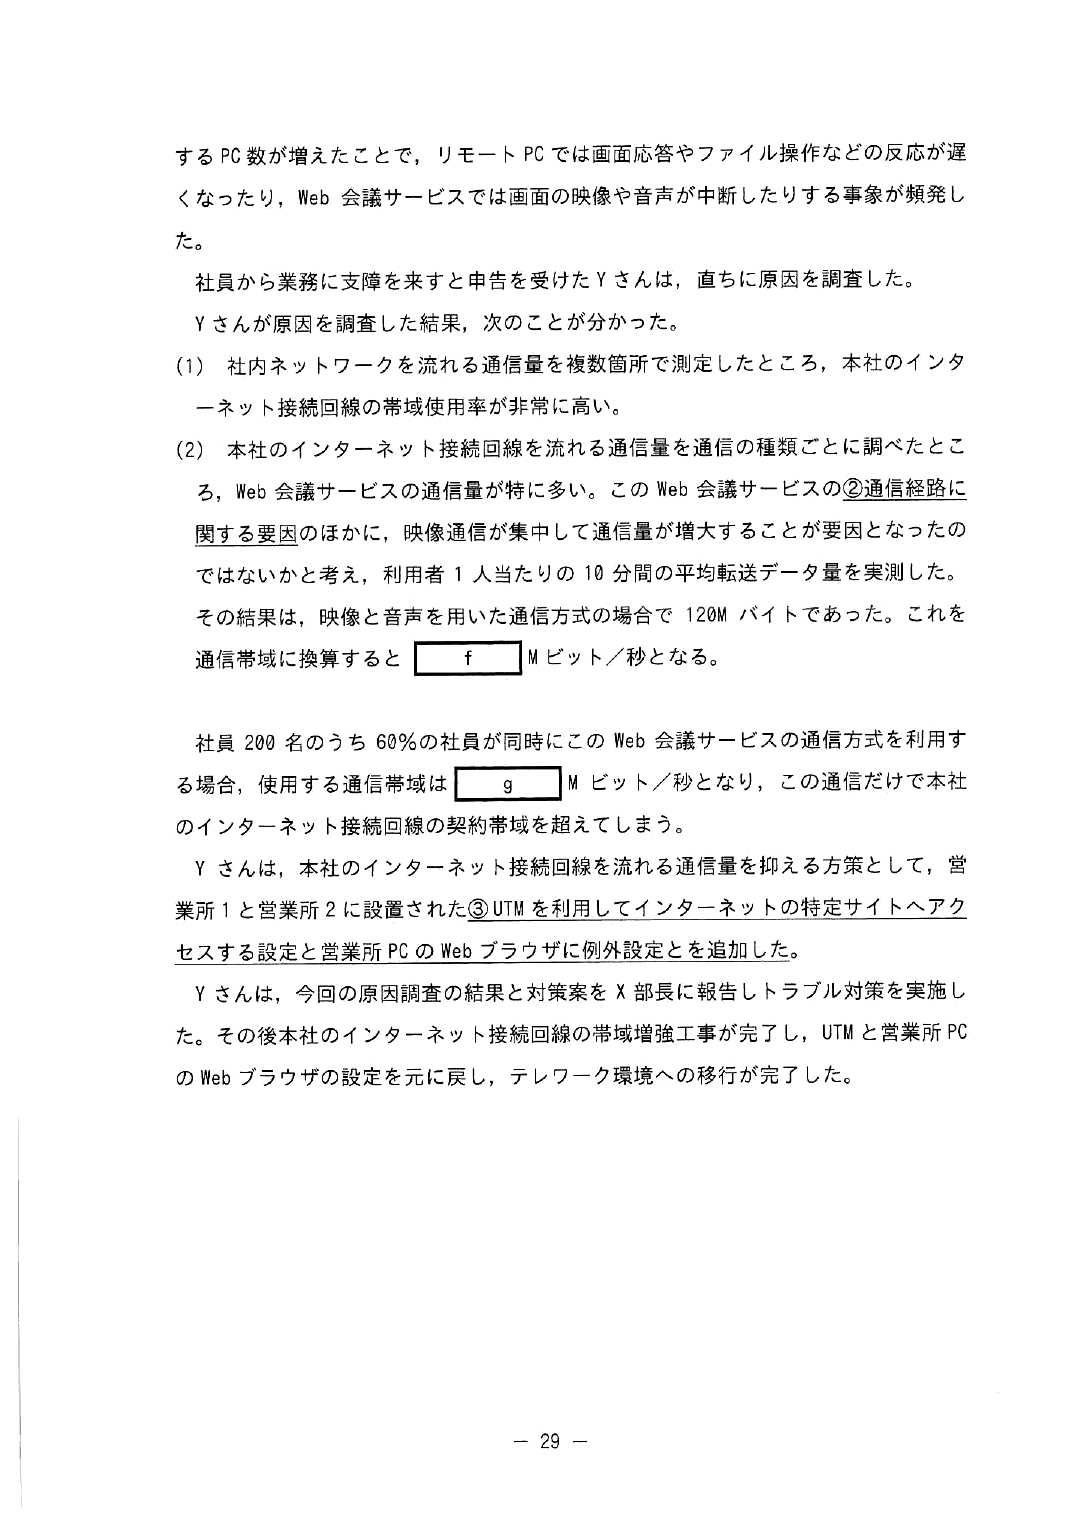 するPC数が増えたことで，リモートPCでは画面応答やファイル操作などの反応が遅
くなったり，Web 会議サービスでは画面の映像や音声が中断したりする事象が頻発し
た。
社員から業務に支障を来すと申告を受けたYさんは，直ちに原因を調査した。
Yさんが原因を調査した結果，次のことが分かった。
(1) 社内ネットワークを流れる通信量を複数箇所で測定したところ，本社のインタ
ーネット接続回線の帯域使用率が非常に高い。
(2) 本社のインターネット接続回線を流れる通信量を通信の種類ごとに調べたとこ
ろ，Web 会議サービスの通信量が特に多い。このWeb 会議サービスの②通信経路に
関する要因のほかに，映像通信が集中して通信量が増大することが要因となったの
ではないかと考え，利用者 1 人当たりの 10 分間の平均転送データ量を実測した。
その結果は，映像と音声を用いた通信方式の場合で 120M バイトであった。これを
通信帯域に換算すると f Mビット／秒となる。
社員 200 名のうち 60％の社員が同時にこの Web 会議サービスの通信方式を利用す
る場合，使用する通信帯域は g M ビット／秒となり，この通信だけで本社
のインターネット接続回線の契約帯域を超えてしまう。
Y さんは，本社のインターネット接続回線を流れる通信量を抑える方策として，営
業所1と営業所2に設置された③UTMを利用してインターネットの特定サイトへアク
セスする設定と営業所PCのWebブラウザに例外設定とを追加した。
Y さんは，今回の原因調査の結果と対策案を X 部長に報告しトラブル対策を実施し
た。その後本社のインターネット接続回線の帯域増強工事が完了し，UTMと営業所PC
のWebブラウザの設定を元に戻し，テレワーク環境への移行が完了した。
― 29 ―